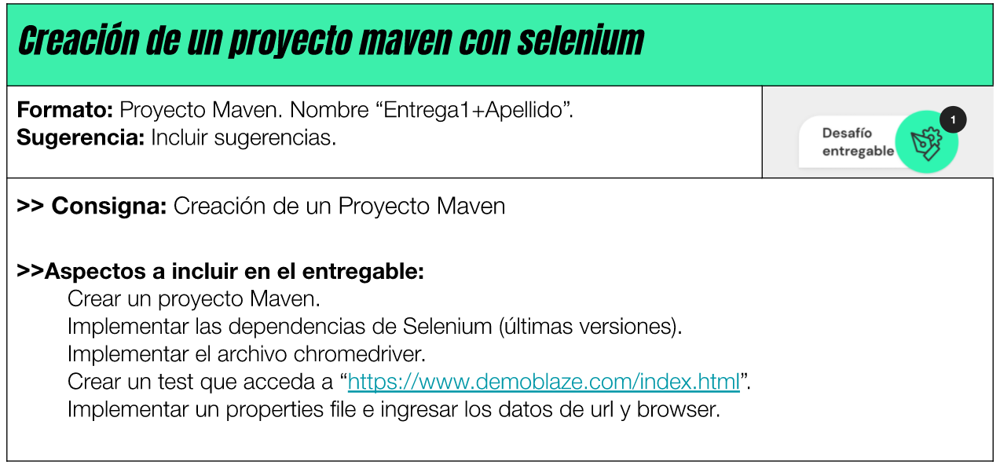 Creación de un proyecto maven con selenium
Formato: Proyecto Maven. Nombre “Entrega1+Apellido”.
Sugerencia: Incluir sugerencias.
1
Desafío
entregable
>> Consigna: Creación de un Proyecto Maven
>>Aspectos a incluir en el entregable:
Crear un proyecto Maven.
Implementar las dependencias de Selenium (últimas versiones).
Implementar el archivo chromedriver.
Crear un test que acceda a “https://www.demoblaze.com/index.html”.
Implementar un properties file e ingresar los datos de url y browser.